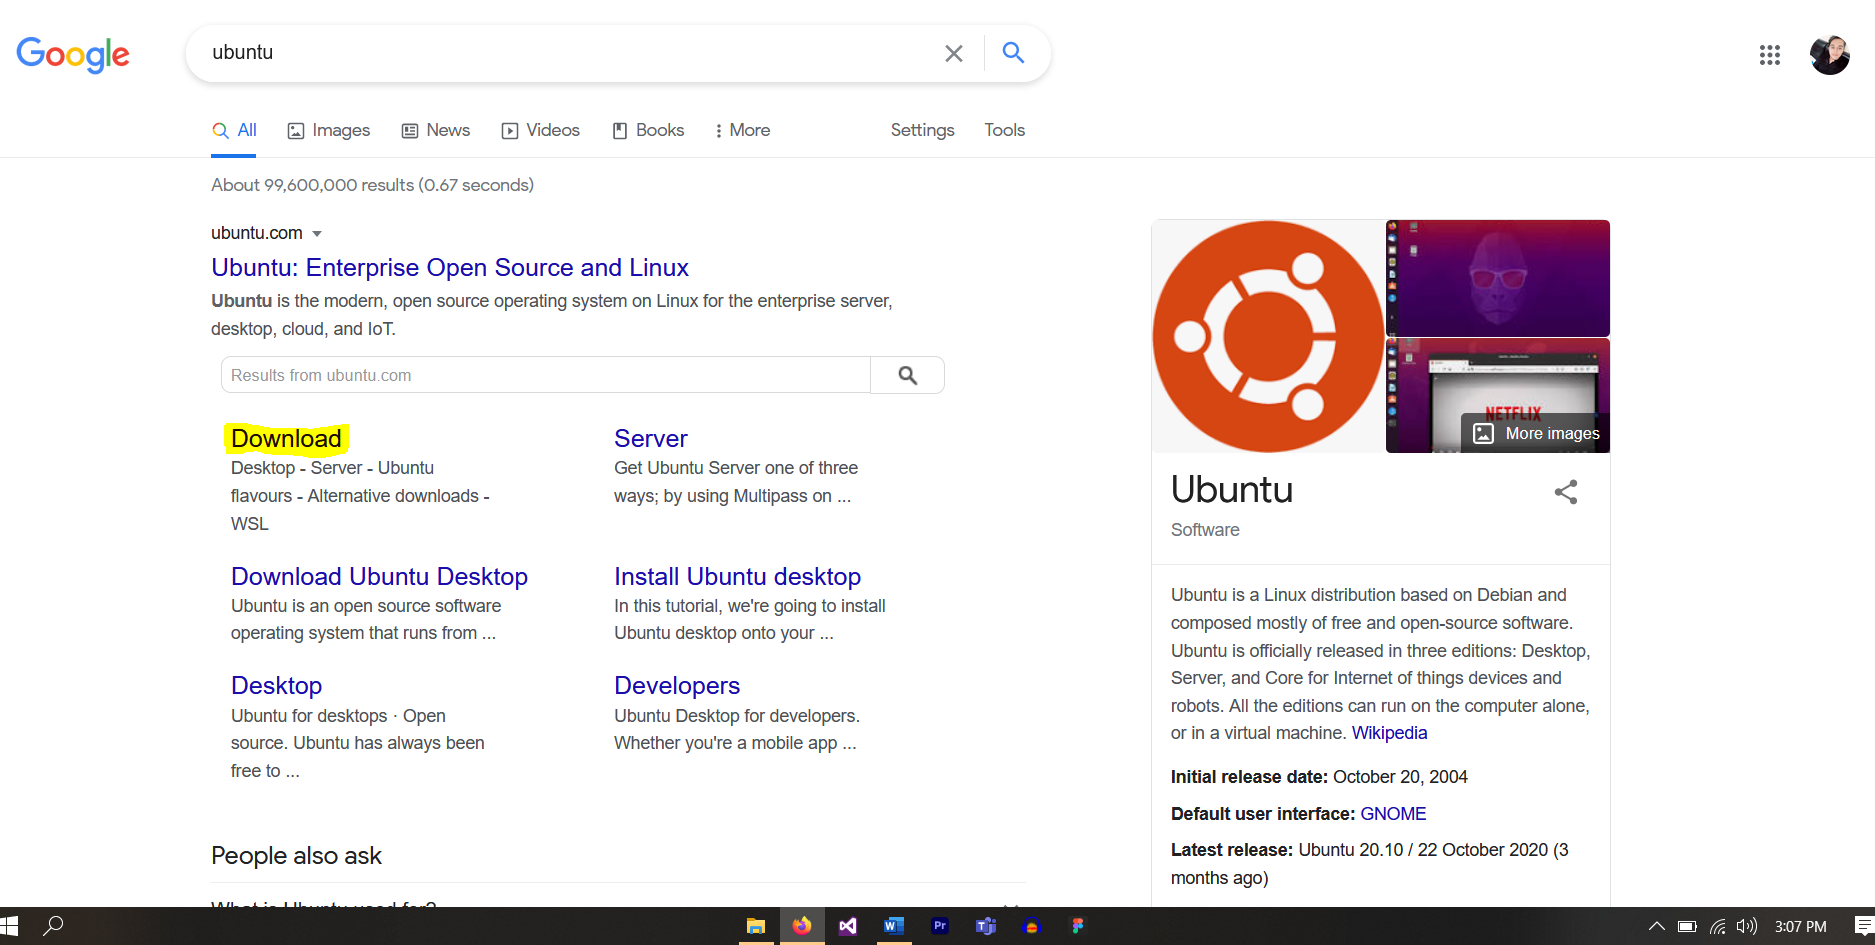 Google
ubuntu
All
Images
News
Videos
Books
More
Settings
Tools
About 99,600,000 results (0.67 seconds)
ubuntu.com
Ubuntu: Enterprise Open Source and Linux
Ubuntu is the modern, open source operating system on Linux for the enterprise server,
desktop, cloud, and IoT.
Results from ubuntu.com
Download
Desktop - Server - Ubuntu
flavours - Alternative downloads -
WSL
Server
Get Ubuntu Server one of three
ways; by using Multipass on ...
Download Ubuntu Desktop
Ubuntu is an open source software
operating system that runs from ...
Install Ubuntu desktop
In this tutorial, we're going to install
Ubuntu desktop onto your ...
Desktop
Ubuntu for desktops · Open
source. Ubuntu has always been
free to ...
Developers
Ubuntu Desktop for developers.
Whether you're a mobile app ...
People also ask
What is Ubuntu used for?
NETFLIX
More images
Ubuntu
Software
Ubuntu is a Linux distribution based on Debian and
composed mostly of free and open-source software.
Ubuntu is officially released in three editions: Desktop,
Server, and Core for Internet of things devices and
robots. All the editions can run on the computer alone,
or in a virtual machine. Wikipedia
Initial release date: October 20, 2004
Default user interface: GNOME
Latest release: Ubuntu 20.10 / 22 October 2020 (3
months ago)
W
Pr
T
3:07 PM